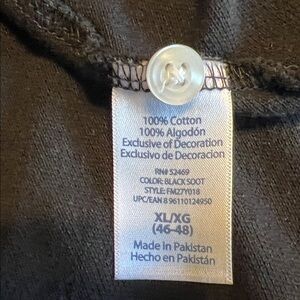 100% Cotton
100% Algodón
Exclusive of Decoration
Exclusivo de Decoracion
RN# 52469
COLOR: BLACK SOOT
STYLE: FM27Y018
UPC/EAN 8 96110124950
XL/XG
(46-48)
Made in Pakistan
Hecho en Pakistán